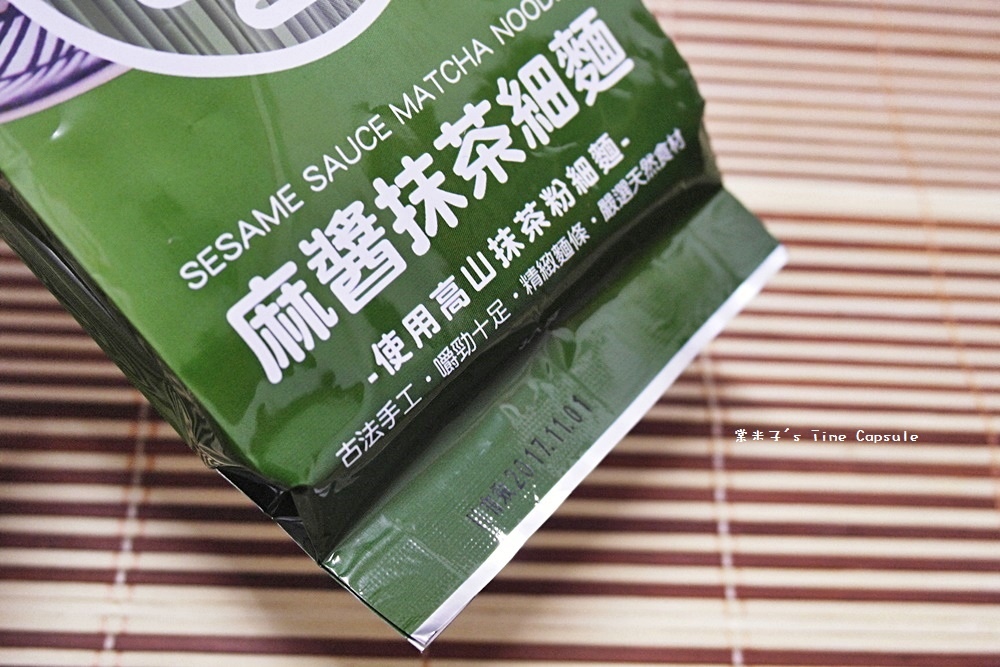 SESAME SAUCE MATCHA NOOD
麻醬抹茶細麵
-使用高山抹茶粉細麵-
古法手工・嚼勁十足・精緻麵條・嚴選天然食材
2017.11.01
棠米子's Time Capsule